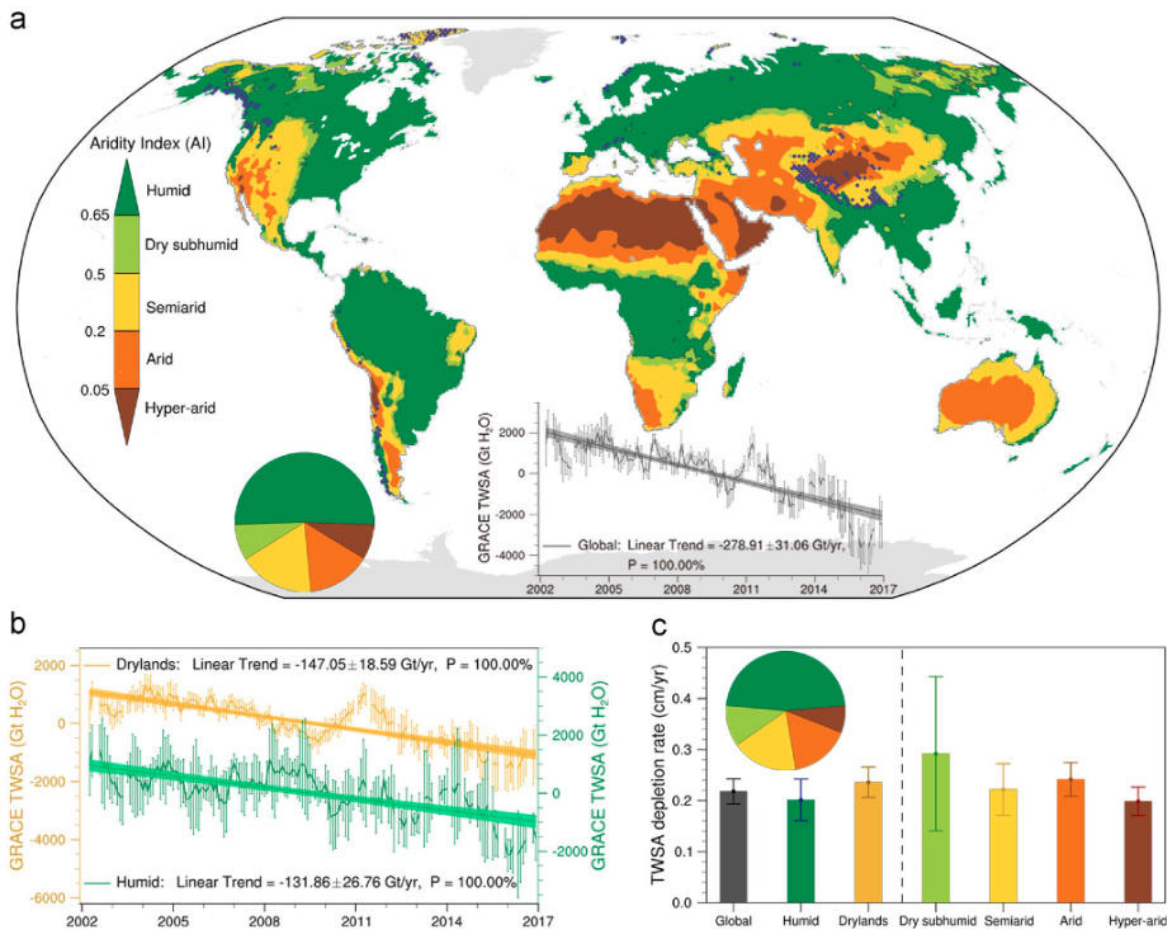 a
Aridity Index (AI)
Humid
0.65
Dry subhumid
0.5
Semiarid
0.2
Arid
0.05
Hyper-arid
GRACE TWSA (Gt H₂O)
2000
0
-2000
-4000
Global: Linear Trend = -278.91±31.06 Gt/yr,
P = 100.00%
2002 2005 2008 2011 2014 2017
b
GRACE TWSA (Gt H₂O)
2000
0
-2000
-4000
-6000
Drylands: Linear Trend = -147.05±18.59 Gt/yr, P = 100.00%
Humid: Linear Trend = -131.86±26.76 Gt/yr, P = 100.00%
4000
2000
0
-2000
GRACE TWSA (Gt H₂O)
2002 2005 2008 2011 2014 2017
c
TWSA depletion rate (cm/yr)
0.5
0.4
0.3
0.2
0.1
0.0
Global Humid Drylands Dry subhumid Semiarid Arid Hyper-arid